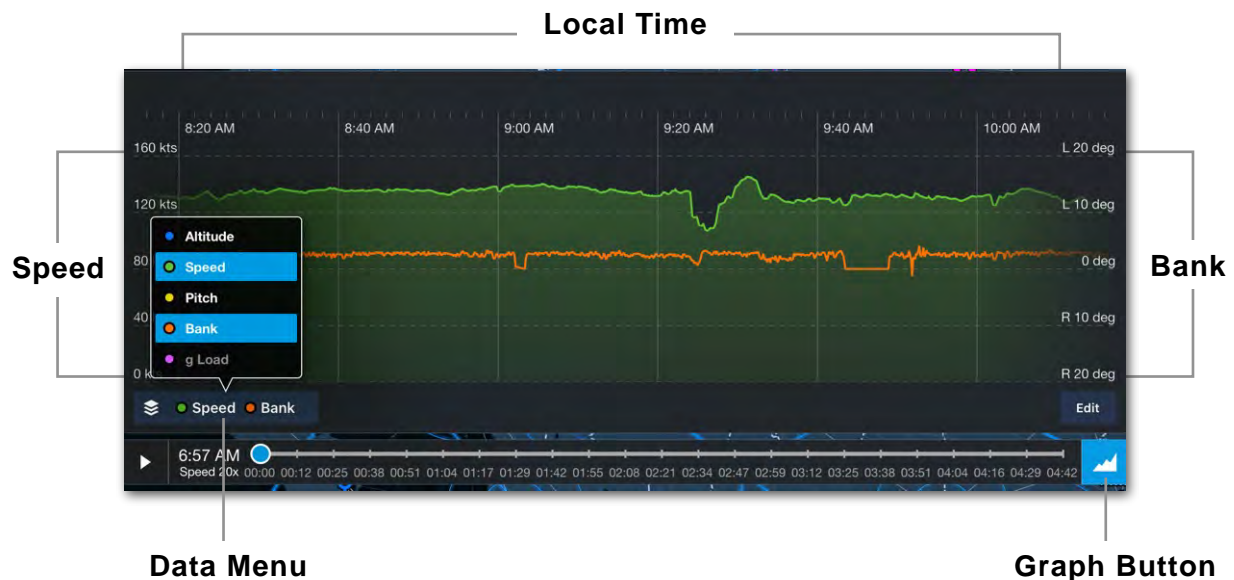 Local Time
8:20 AM 8:40 AM 9:00 AM 9:20 AM 9:40 AM 10:00 AM
160 kts L 20 deg
120 kts L 10 deg
Altitude
Speed 80 Speed 0 deg Bank
Pitch
40 Bank R 10 deg
g Load
0 k R 20 deg
Speed Bank Edit
6:57 AM
Speed 20x 00:00 00:12 00:25 00:38 00:51 01:04 01:17 01:29 01:42 01:55 02:08 02:21 02:34 02:47 02:59 03:12 03:25 03:38 03:51 04:04 04:16 04:29 04:42
Data Menu Graph Button